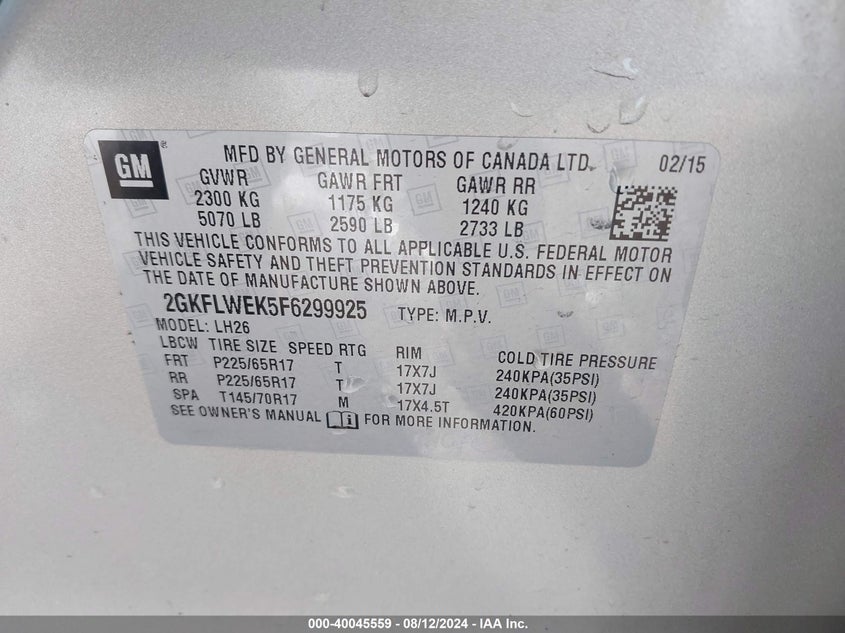 GM ® MFD BY GENERAL MOTORS OF CANADA LTD. 02/15
GVWR GAWR FRT GAWR RR
2300 KG 1175 KG 1240 KG
5070 LB 2590 LB 2733 LB
THIS VEHICLE CONFORMS TO ALL APPLICABLE U.S. FEDERAL MOTOR
VEHICLE SAFETY AND THEFT PREVENTION STANDARDS IN EFFECT ON
THE DATE OF MANUFACTURE SHOWN ABOVE.
2GKFLWEK5F6299925 TYPE: M.P.V.
MODEL: LH26
LBCW TIRE SIZE SPEED RTG RIM COLD TIRE PRESSURE
FRT P225/65R17 T 17X7J 240KPA(35PSI)
RR P225/65R17 T 17X7J 240KPA(35PSI)
SPA T145/70R17 M 17X4.5T 420KPA(60PSI)
SEE OWNER'S MANUAL FOR MORE INFORMATION.
000-40045559 - 08/12/2024 - IAA Inc.